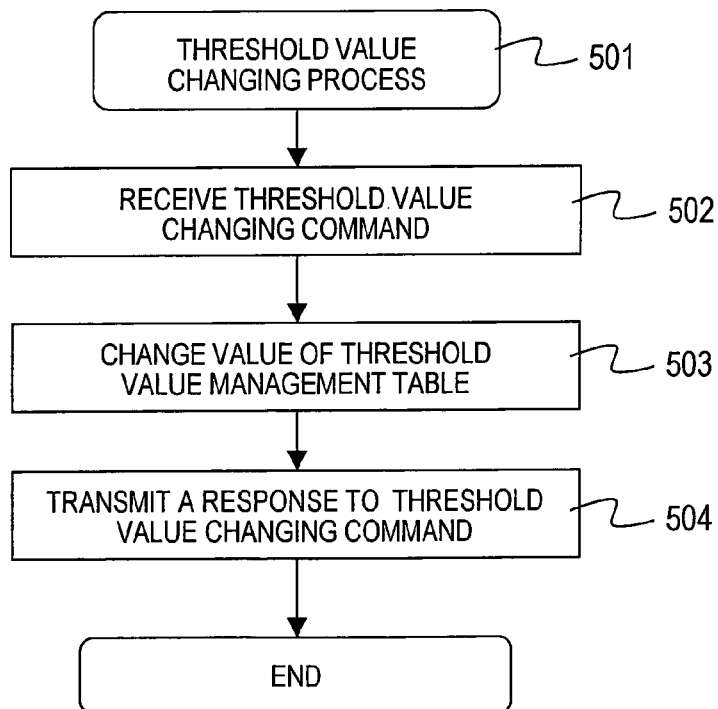 THRESHOLD VALUE
CHANGING PROCESS
501
RECEIVE THRESHOLD.VALUE
CHANGING COMMAND
502
CHANGE VALUE OF THRESHOLD
VALUE MANAGEMENT TABLE
503
TRANSMIT A RESPONSE TO THRESHOLD
VALUE CHANGING COMMAND
504
END